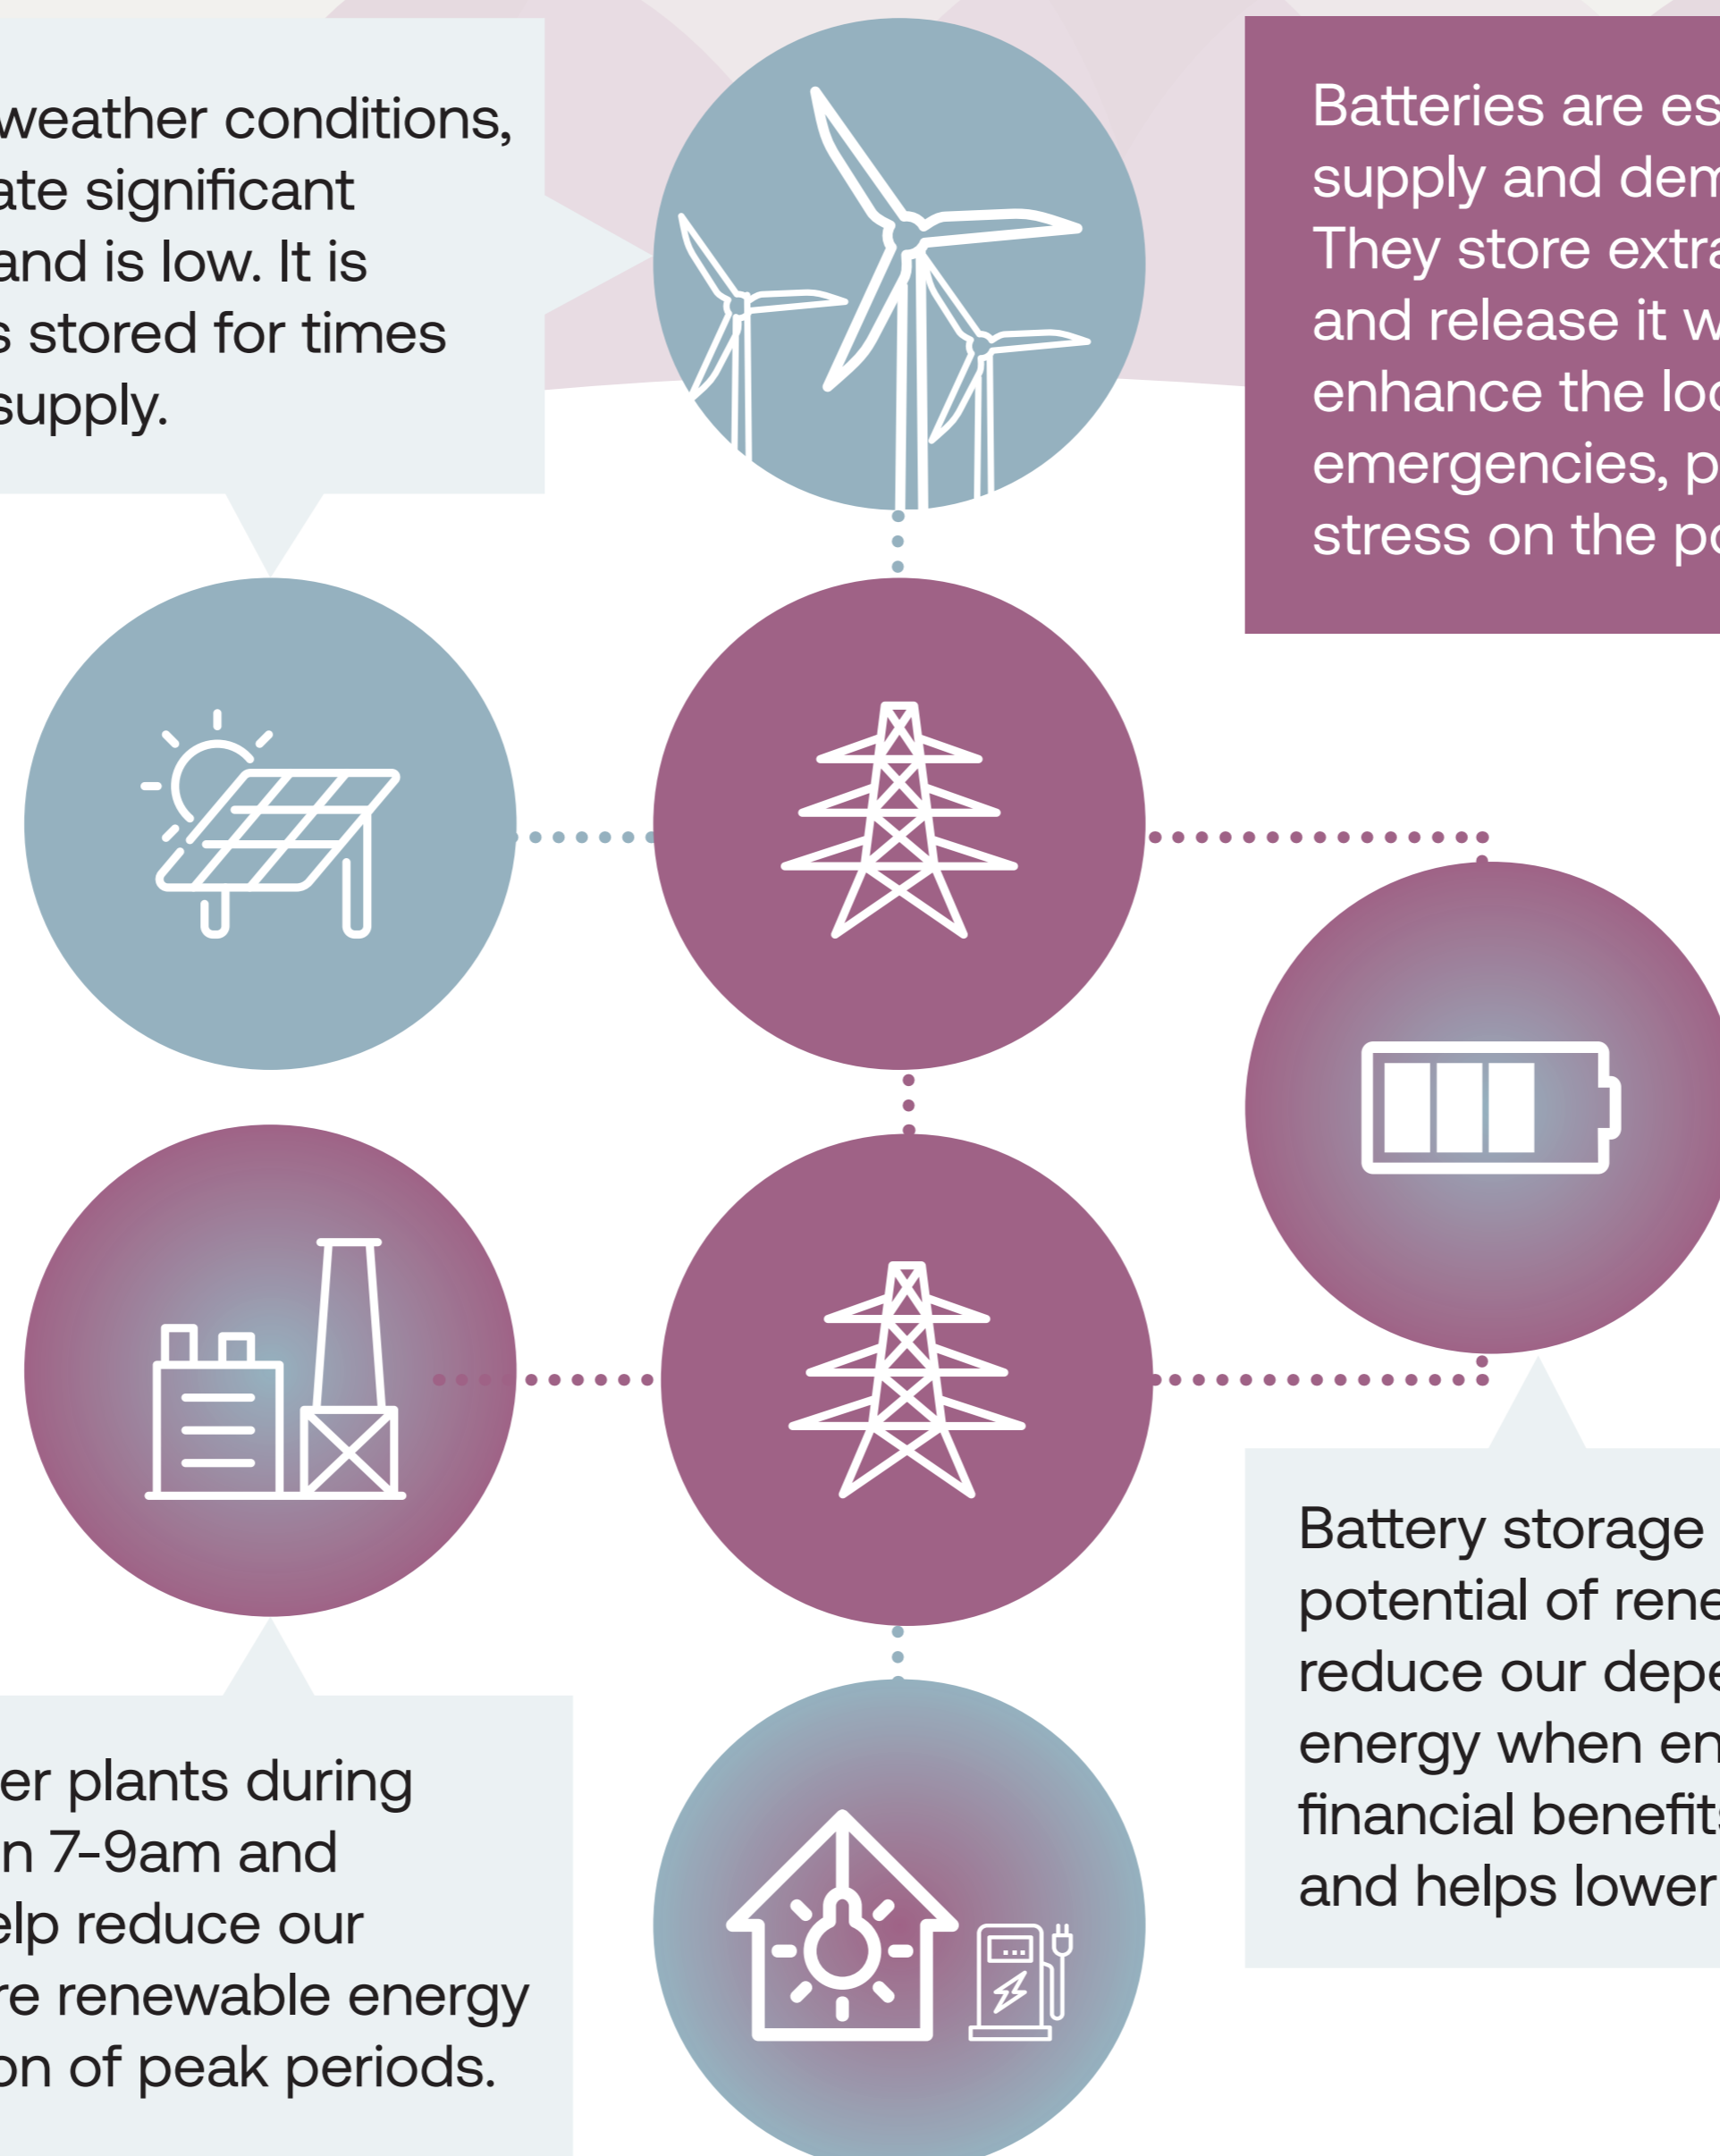 weather conditions,
ate significant
and is low. It is
s stored for times
supply.
Batteries are es
supply and dem
They store extra
and release it w
enhance the loc
emergencies, p
stress on the po
Battery storage
potential of rene
reduce our depe
energy when en
financial benefits
and helps lower
er plants during
n 7-9am and
elp reduce our
re renewable energy
on of peak periods.